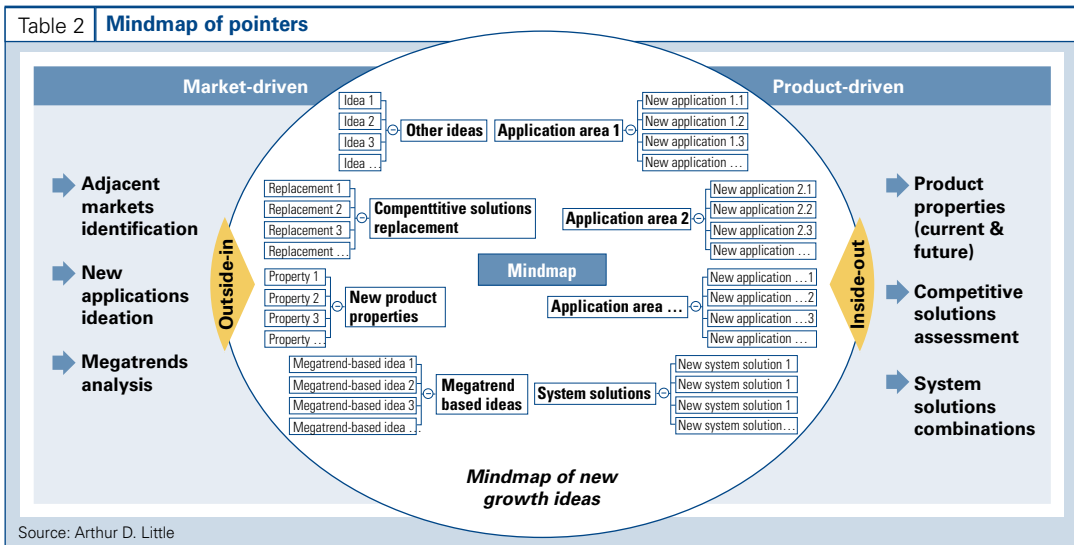 Table 2
Mindmap of pointers
Market-driven
Product-driven
Adjacent
markets
identification
New
applications
ideation
Megatrends
analysis
Outside-in
Idea 1
Idea 2
Idea 3
Idea …
Other ideas
Replacement 1
Replacement 2
Replacement 3
Replacement …
Compenttitive solutions
replacement
Property 1
Property 2
Property 3
Property …
New product
properties
Megatrend-based idea 1
Megatrend-based idea 2
Megatrend-based idea 3
Megatrend-based idea …
Megatrend
based ideas
Mindmap
Application area 1
New application 1.1
New application 1.2
New application 1.3
New application …
Application area 2
New application 2.1
New application 2.2
New application 2.3
New application …
Application area …
New application …1
New application …2
New application …3
New application …
System solutions
New system solution 1
New system solution 1
New system solution 1
New system solution…
Mindmap of new
growth ideas
Inside-out
Product
properties
(current &
future)
Competitive
solutions
assessment
System
solutions
combinations
Source: Arthur D. Little